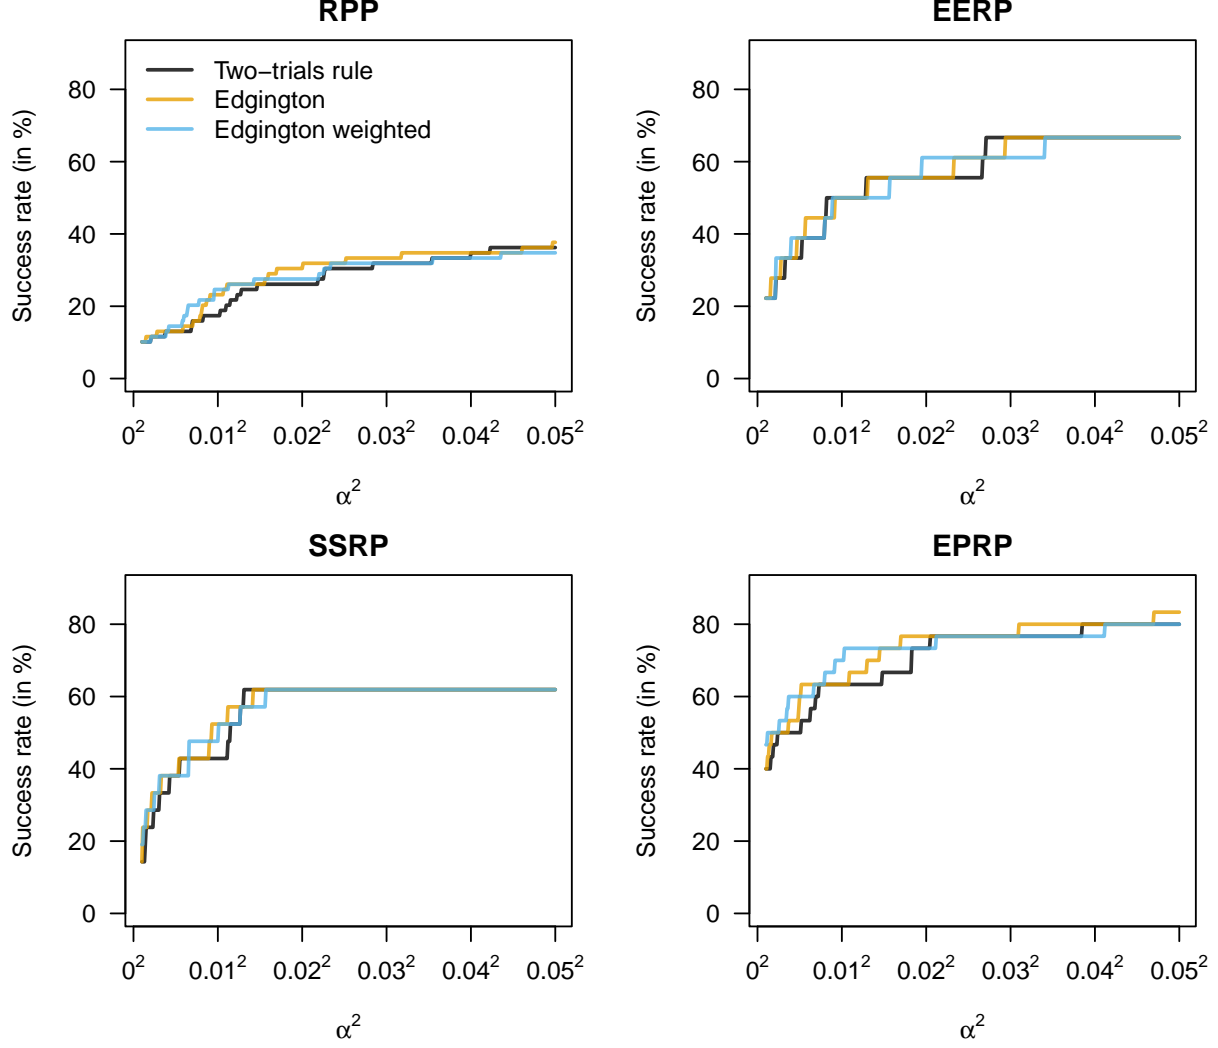 RPP
Success rate (in %)
80
60
40
20
0
Two−trials rule
Edgington
Edgington weighted
0² 0.01² 0.02² 0.03² 0.04² 0.05²
α²
EERP
Success rate (in %)
80
60
40
20
0
0² 0.01² 0.02² 0.03² 0.04² 0.05²
α²
SSRP
Success rate (in %)
80
60
40
20
0
0² 0.01² 0.02² 0.03² 0.04² 0.05²
α²
EPRP
Success rate (in %)
80
60
40
20
0
0² 0.01² 0.02² 0.03² 0.04² 0.05²
α²